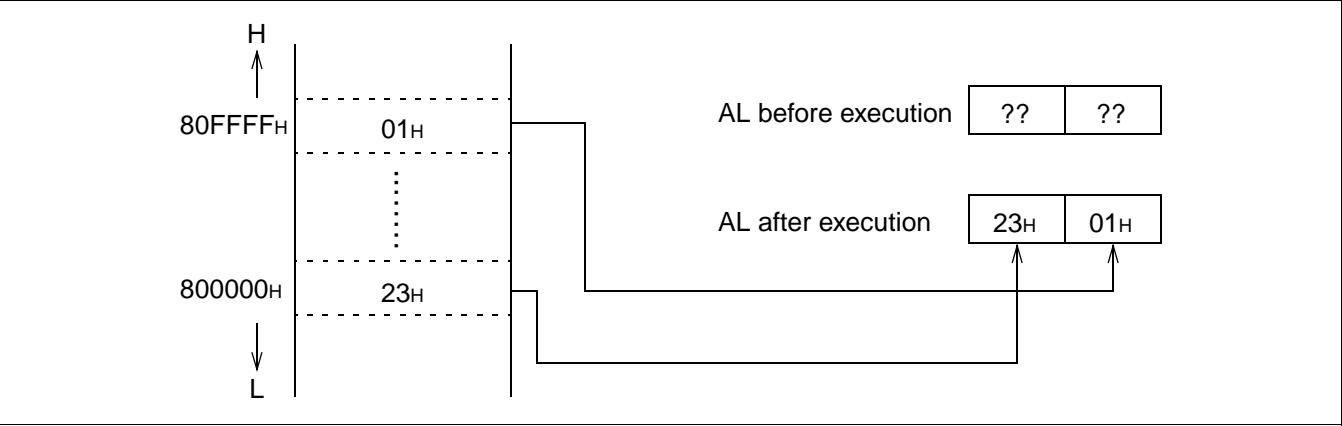 H
80FFFFH
01H
AL before execution
??
??
AL after execution
23H
01H
800000H
23H
L